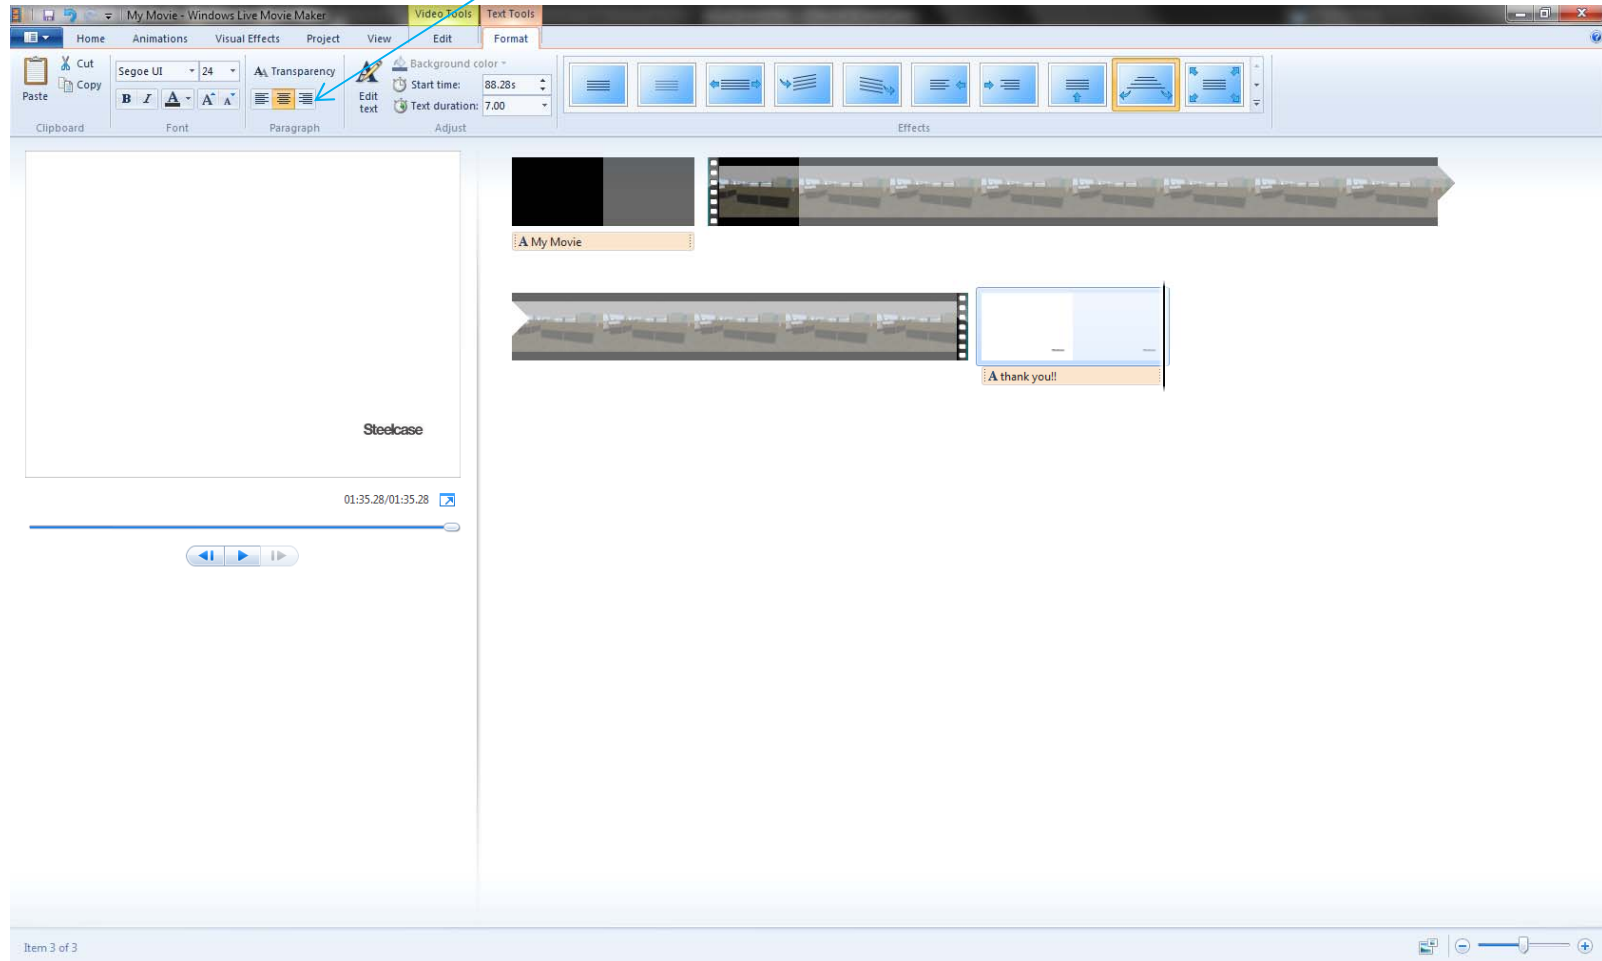 My Movie - Windows Live Movie Maker
Video Tools
Text Tools
Home
Animations
Visual Effects
Project
View
Edit
Format
Paste
Cut
Copy
Clipboard
Segoe UI
24
B I A A A
Font
AA Transparency
Paragraph
Edit text
Background color
Start time: 88.28s
Text duration: 7.00
Adjust
Effects
A My Movie
A thank you!!
Steelcase
01:35.28/01:35.28
Item 3 of 3